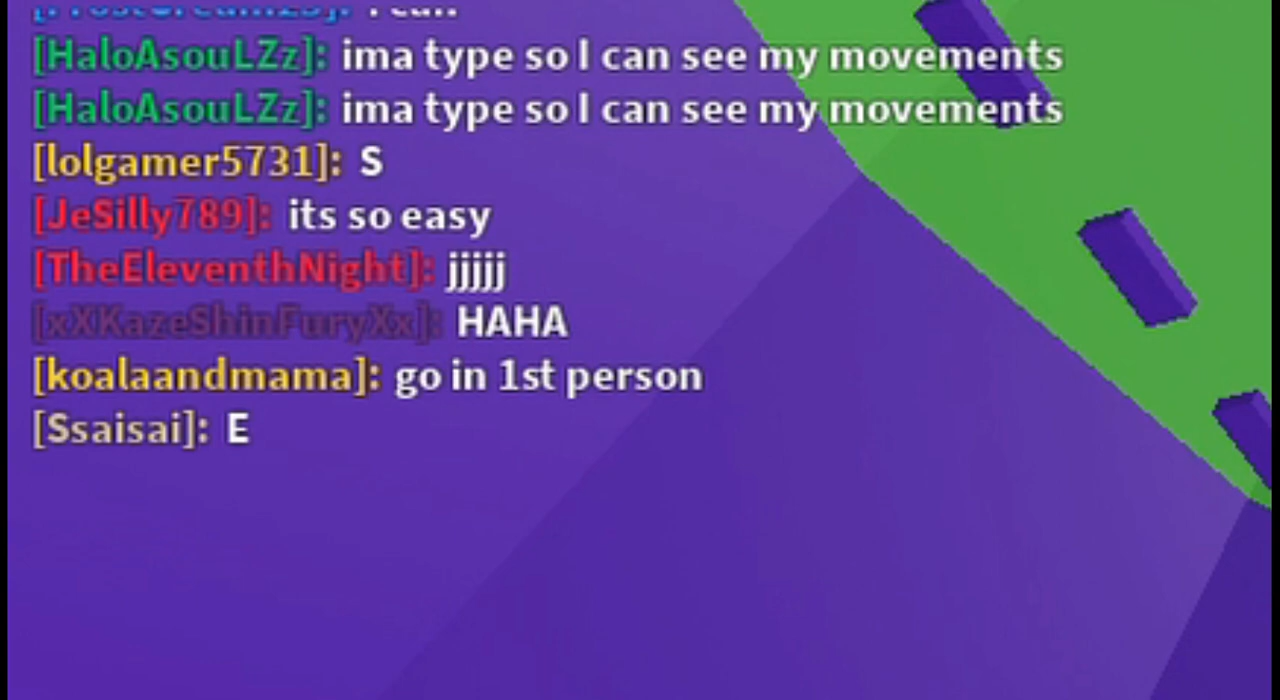 [HaloAsouLZz]: ima type so I can see my movements
[HaloAsouLZz]: ima type so I can see my movements
[lolgamer5731]: S
[JeSilly789]: its so easy
[TheEleventhNight]: jjjjj
[xXKazeShinFuryXx]: HAHA
[koalaandmama]: go in 1st person
[Ssaisai]: E